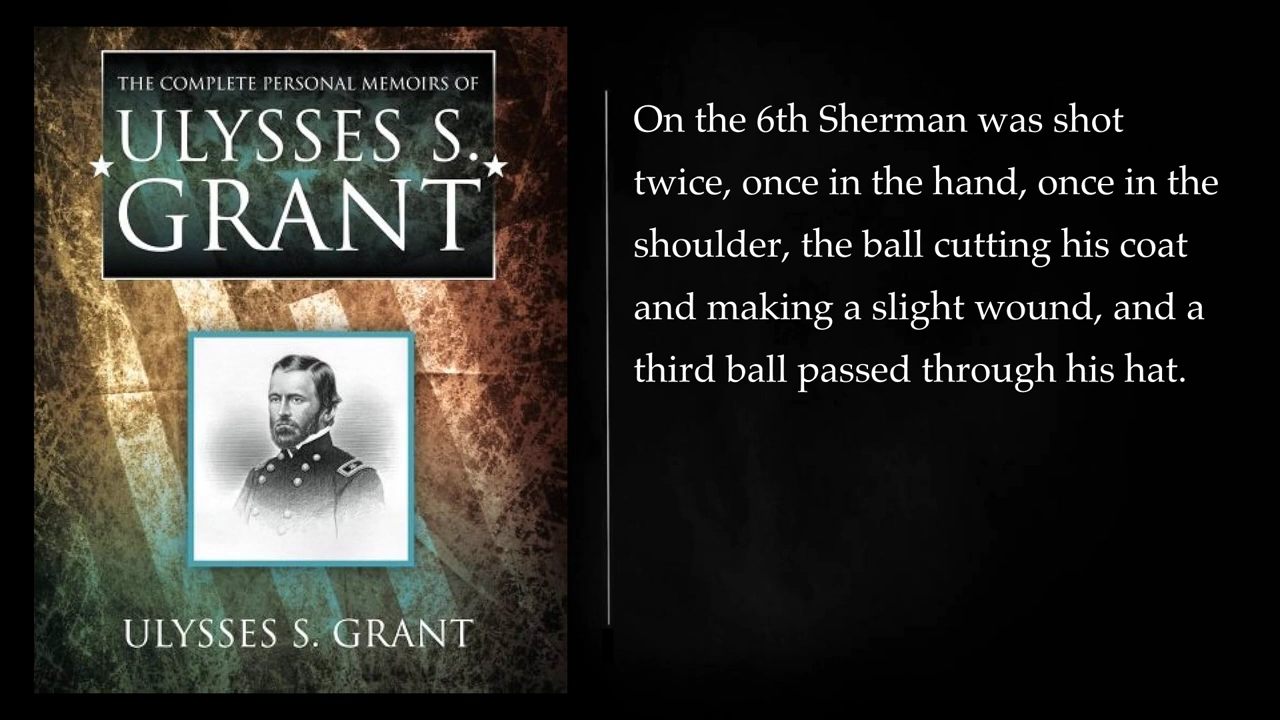 THE COMPLETE PERSONAL MEMOIRS OF
ULYSSES S.
GRANT
ULYSSES S. GRANT
On the 6th Sherman was shot
twice, once in the hand, once in the
shoulder, the ball cutting his coat
and making a slight wound, and a
third ball passed through his hat.